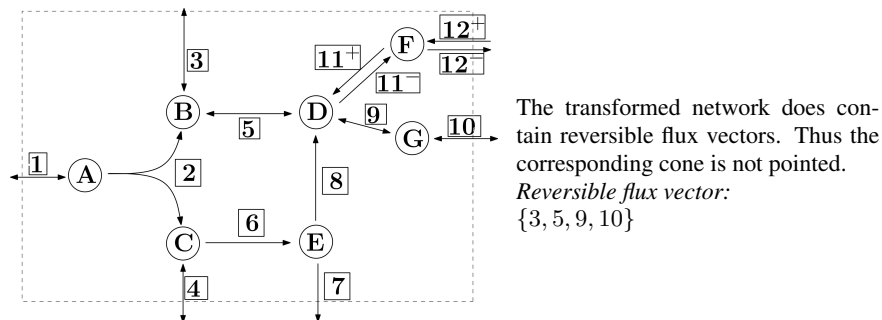 12⁺
F
11⁺
12⁻
3
11⁻
B
D
9
G
10
5
1
A
2
8
6
C
E
4
7
The transformed network does con-
tain reversible flux vectors. Thus the
corresponding cone is not pointed.
Reversible flux vector:
{3, 5, 9, 10}